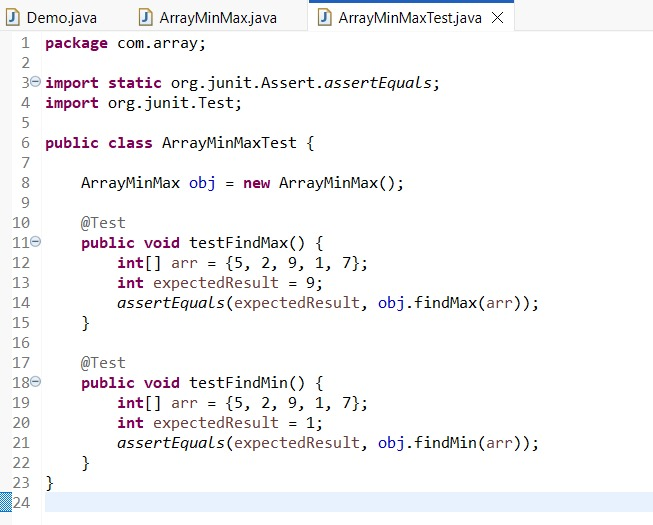 Demo.java ArrayMinMax.java ArrayMinMaxTest.java
1 package com.array;
2
3 import static org.junit.Assert.assertEquals;
4 import org.junit.Test;
5
6 public class ArrayMinMaxTest {
7
8     ArrayMinMax obj = new ArrayMinMax();
9
10     @Test
11     public void testFindMax() {
12         int[] arr = {5, 2, 9, 1, 7};
13         int expectedResult = 9;
14         assertEquals(expectedResult, obj.findMax(arr));
15     }
16
17     @Test
18     public void testFindMin() {
19         int[] arr = {5, 2, 9, 1, 7};
20         int expectedResult = 1;
21         assertEquals(expectedResult, obj.findMin(arr));
22     }
23 }
24